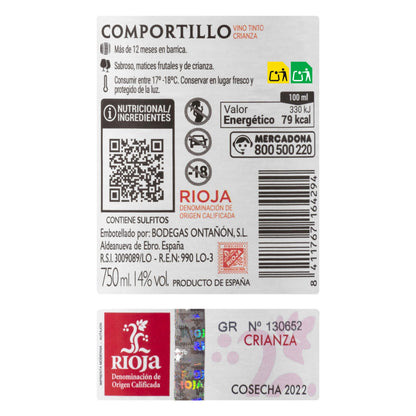 COMPORTILLO VINO TINTO
CRIANZA
Más de 12 meses en barrica.
Sabroso, matices frutales y de crianza.
Consumir entre 17º -18ºC. Conservar en lugar fresco y
protegido de la luz.
i NUTRICIONAL/
INGREDIENTES
100 ml
Valor 330 kJ
Energético 79 kcal
MERCADONA
800 500 220
-18
RIOJA
DENOMINACIÓN DE
ORIGEN CALIFICADA
CONTIENE SULFITOS
Embotellado por: BODEGAS ONTAÑÓN, S.L.
Aldeanueva de Ebro. España
R.S.I. 3009089/LO - R.E.N: 990 LO-3
RIOJA
750 ml. 14% vol. PRODUCTO DE ESPAÑA
8 411767 164294
GR Nº 130652
CRIANZA
RIOJA
Denominación de
Origen Calificada
COSECHA 2022